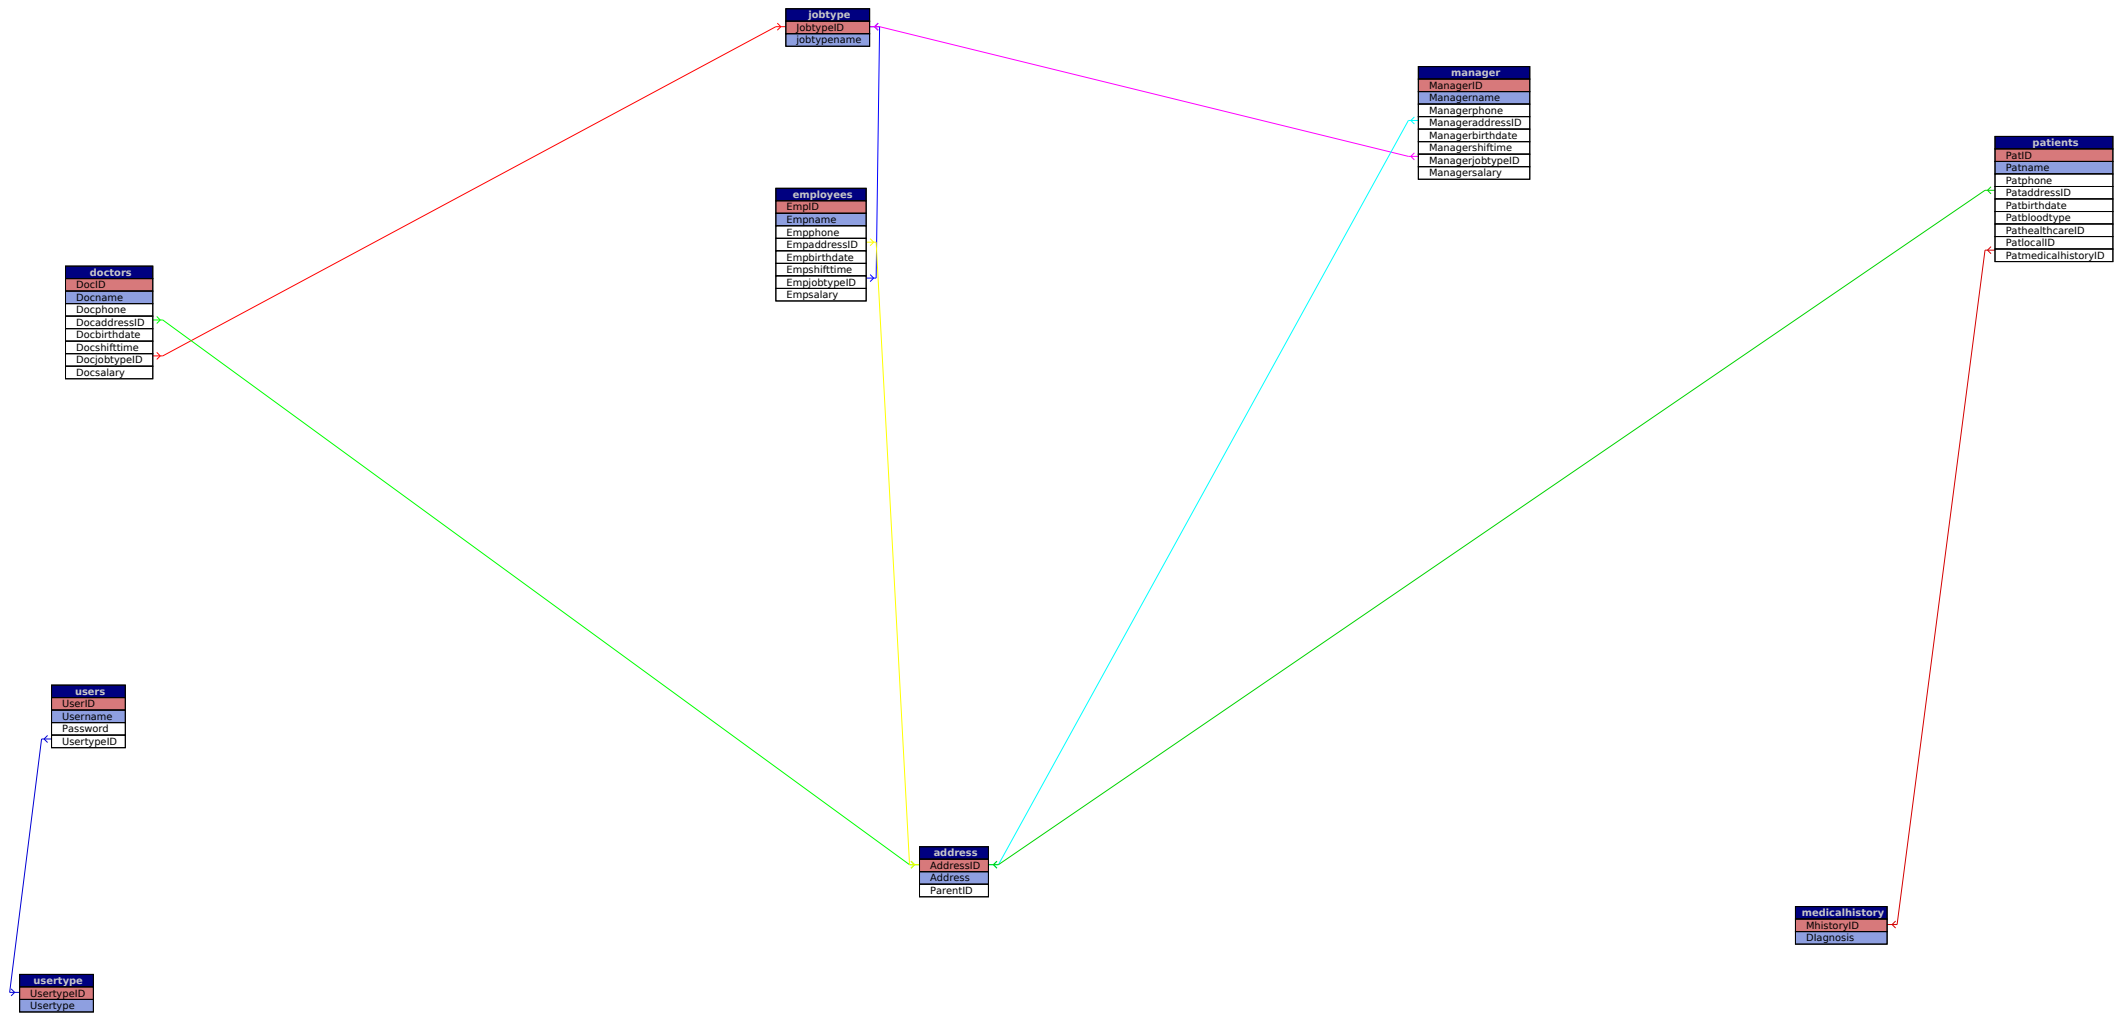 jobtype
JobtypeID
jobtypename
manager
ManagerID
Managername
Managerphone
ManageraddressID
Managerbirthdate
Managershiftime
ManagerjobtypeID
Managersalary
patients
PatID
Patname
Patphone
PataddressID
Patbirthdate
Patbloodtype
PathealthcareID
PatlocalID
PatmedicalhistoryID
employees
EmpID
Empname
Empphone
EmpaddressID
Empbirthdate
Empshifttime
EmpjobtypeID
Empsalary
doctors
DocID
Docname
Docphone
DocaddressID
Docbirthdate
Docshifttime
DocjobtypeID
Docsalary
users
UserID
Username
Password
UsertypeID
address
AddressID
Address
ParentID
medicalhistory
MhistoryID
DIagnosis
usertype
UsertypeID
Usertype